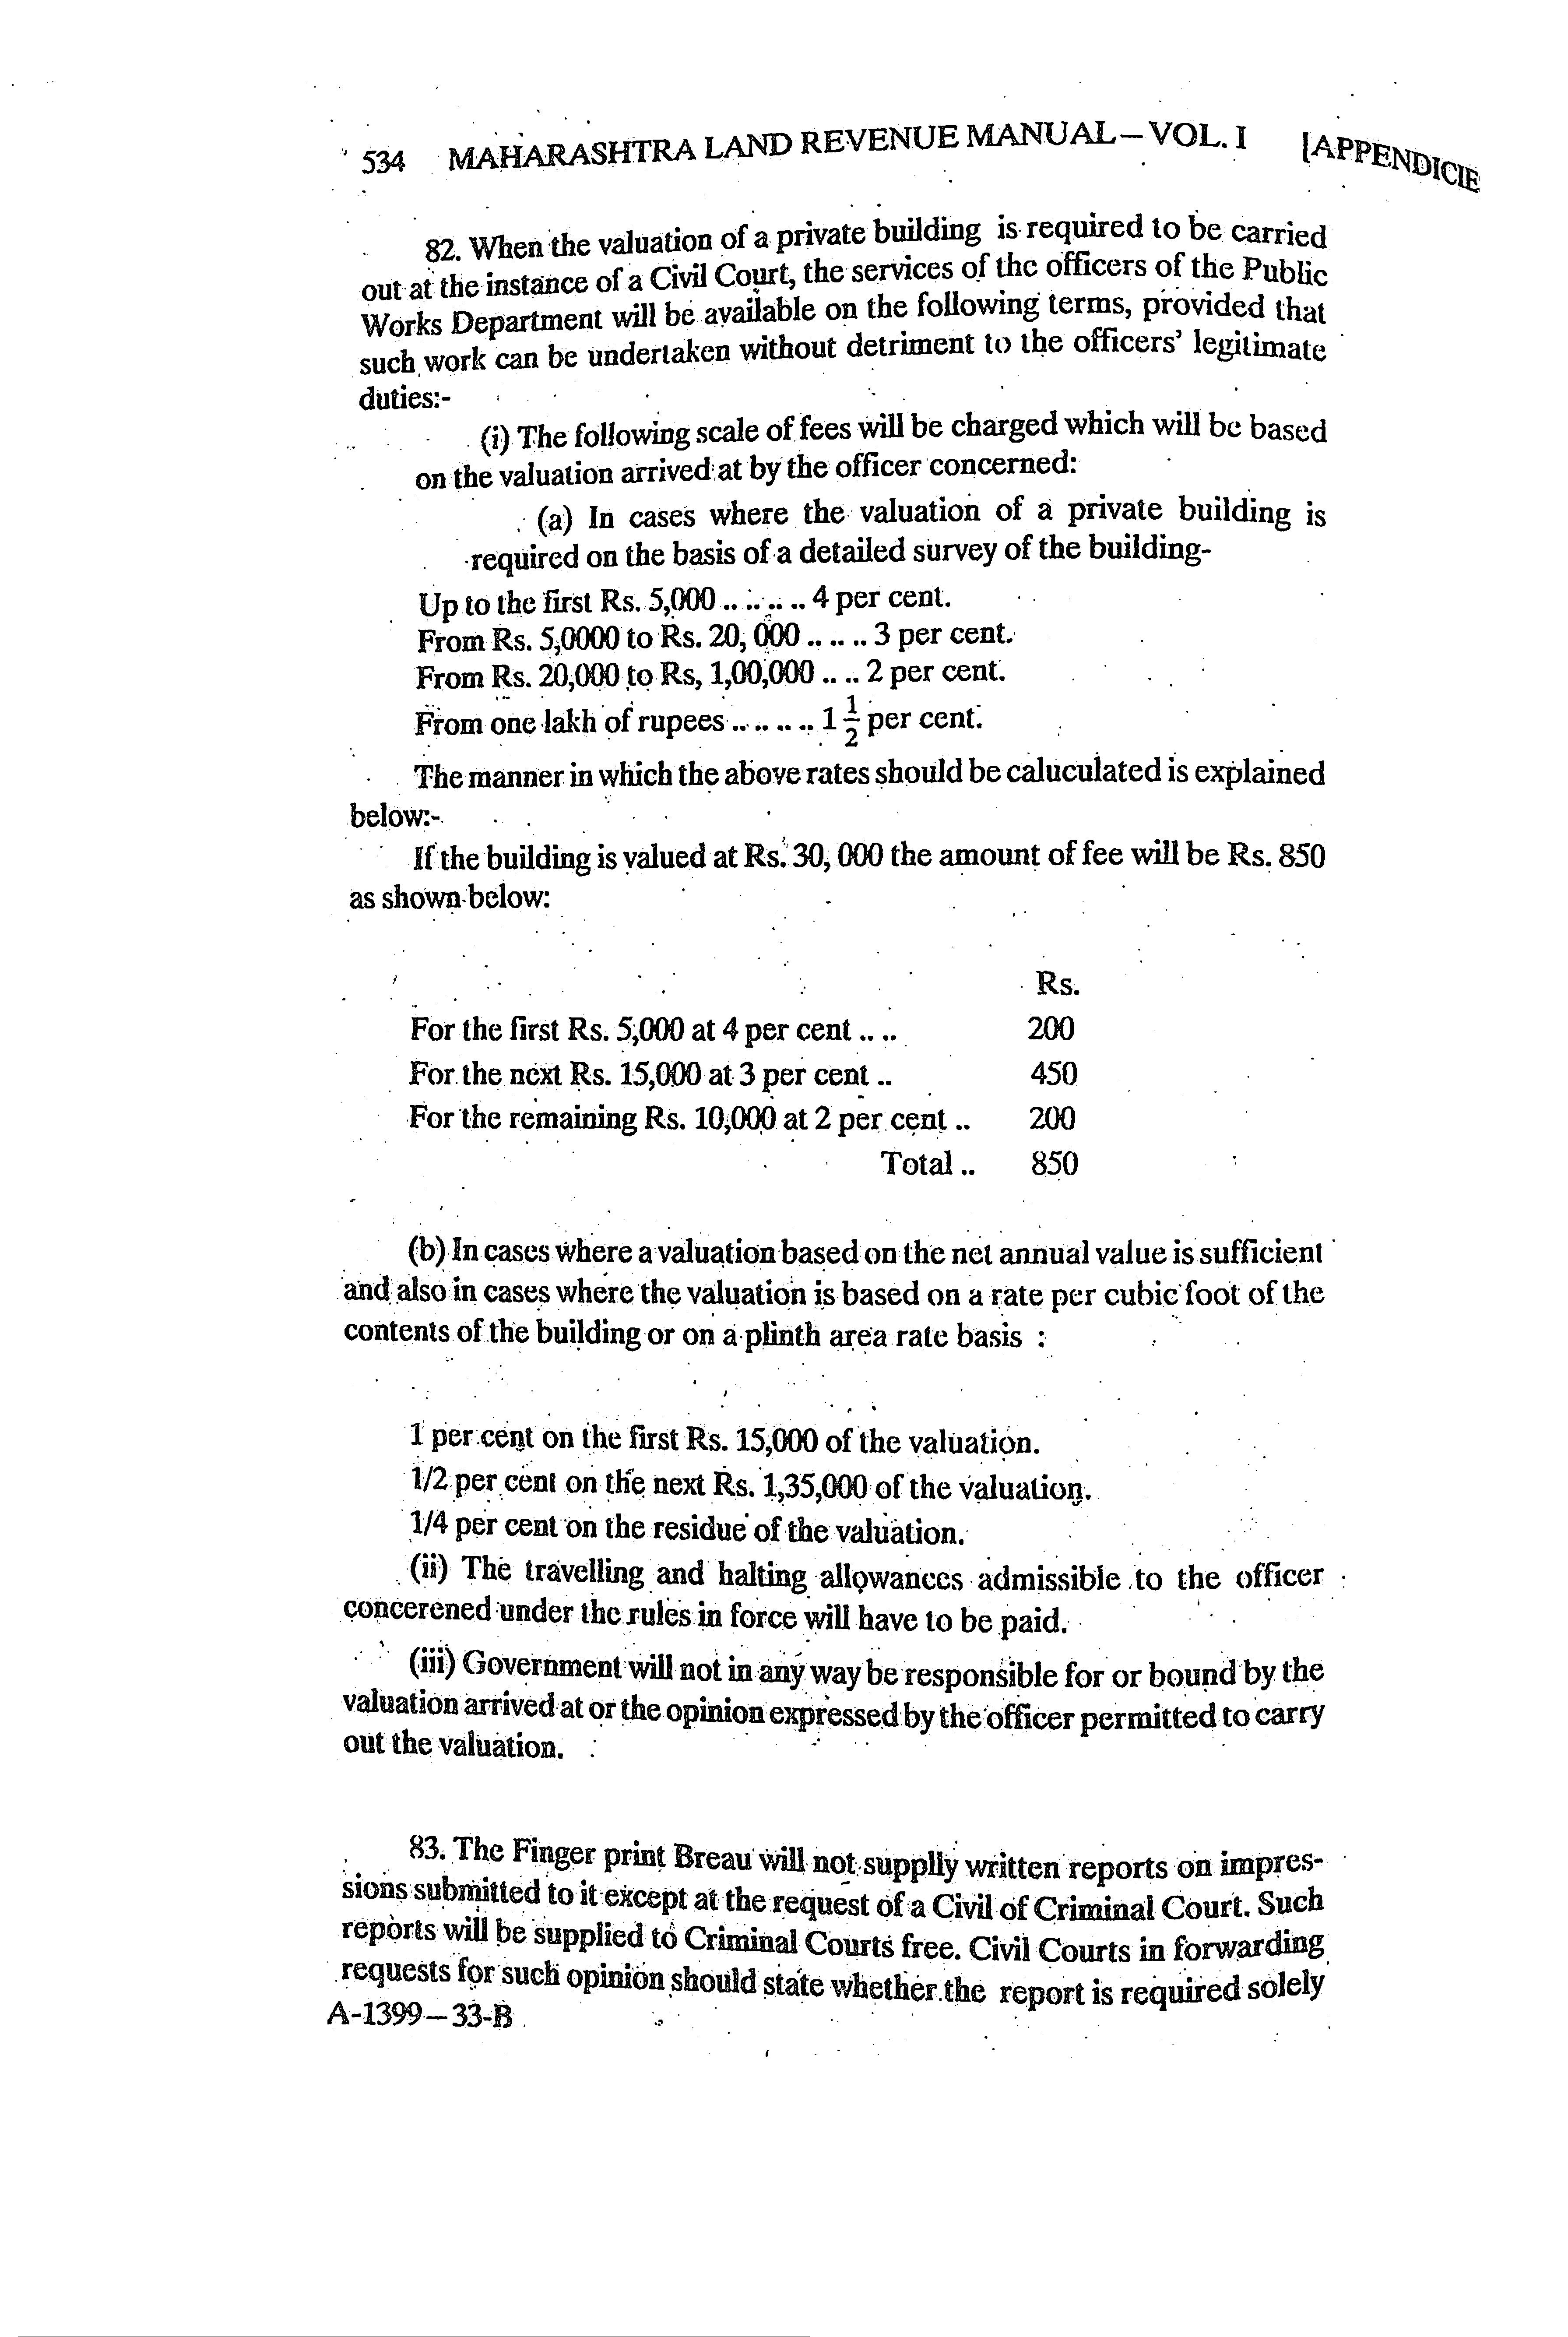 534 MAHARASHTRA LAND REVENUE MANUAL—VOL. I [APPENDICIE
82. When the valuation of a private building is required to be carried
out at the instance of a Civil Court, the services of the officers of the Public
Works Department will be available on the following terms, provided that
such work can be undertaken without detriment to the officers' legitimate
duties:-
(i) The following scale of fees will be charged which will be based
on the valuation arrived at by the officer concerned:
(a) In cases where the valuation of a private building is
required on the basis of a detailed survey of the building-
Up to the first Rs. 5,000 .. .. .. .. 4 per cent.
From Rs. 5,0000 to Rs. 20, 000 .. .. .. 3 per cent.
From Rs. 20,000 to Rs, 1,00,000 .. .. 2 per cent.
From one lakh of rupees .. .. .. .. 1 1/2 per cent.
The manner in which the above rates should be caluculated is explained
below:-
If the building is valued at Rs. 30, 000 the amount of fee will be Rs. 850
as shown below:
Rs.
For the first Rs. 5,000 at 4 per cent .. .. 200
For the next Rs. 15,000 at 3 per cent .. 450
For the remaining Rs. 10,000 at 2 per cent .. 200
Total .. 850
(b) In cases where a valuation based on the net annual value is sufficient
and also in cases where the valuation is based on a rate per cubic foot of the
contents of the building or on a plinth area rate basis :
1 per cent on the first Rs. 15,000 of the valuation.
1/2 per cent on the next Rs. 1,35,000 of the valuation.
1/4 per cent on the residue of the valuation.
(ii) The travelling and halting allowances admissible to the officer
concerened under the rules in force will have to be paid.
(iii) Government will not in any way be responsible for or bound by the
valuation arrived at or the opinion expressed by the officer permitted to carry
out the valuation.
83. The Finger print Breau will not supplly written reports on impres-
sions submitted to it except at the request of a Civil of Criminal Court. Such
reports will be supplied to Criminal Courts free. Civil Courts in forwarding
requests for such opinion should state whether the report is required solely
A-1399—33-B